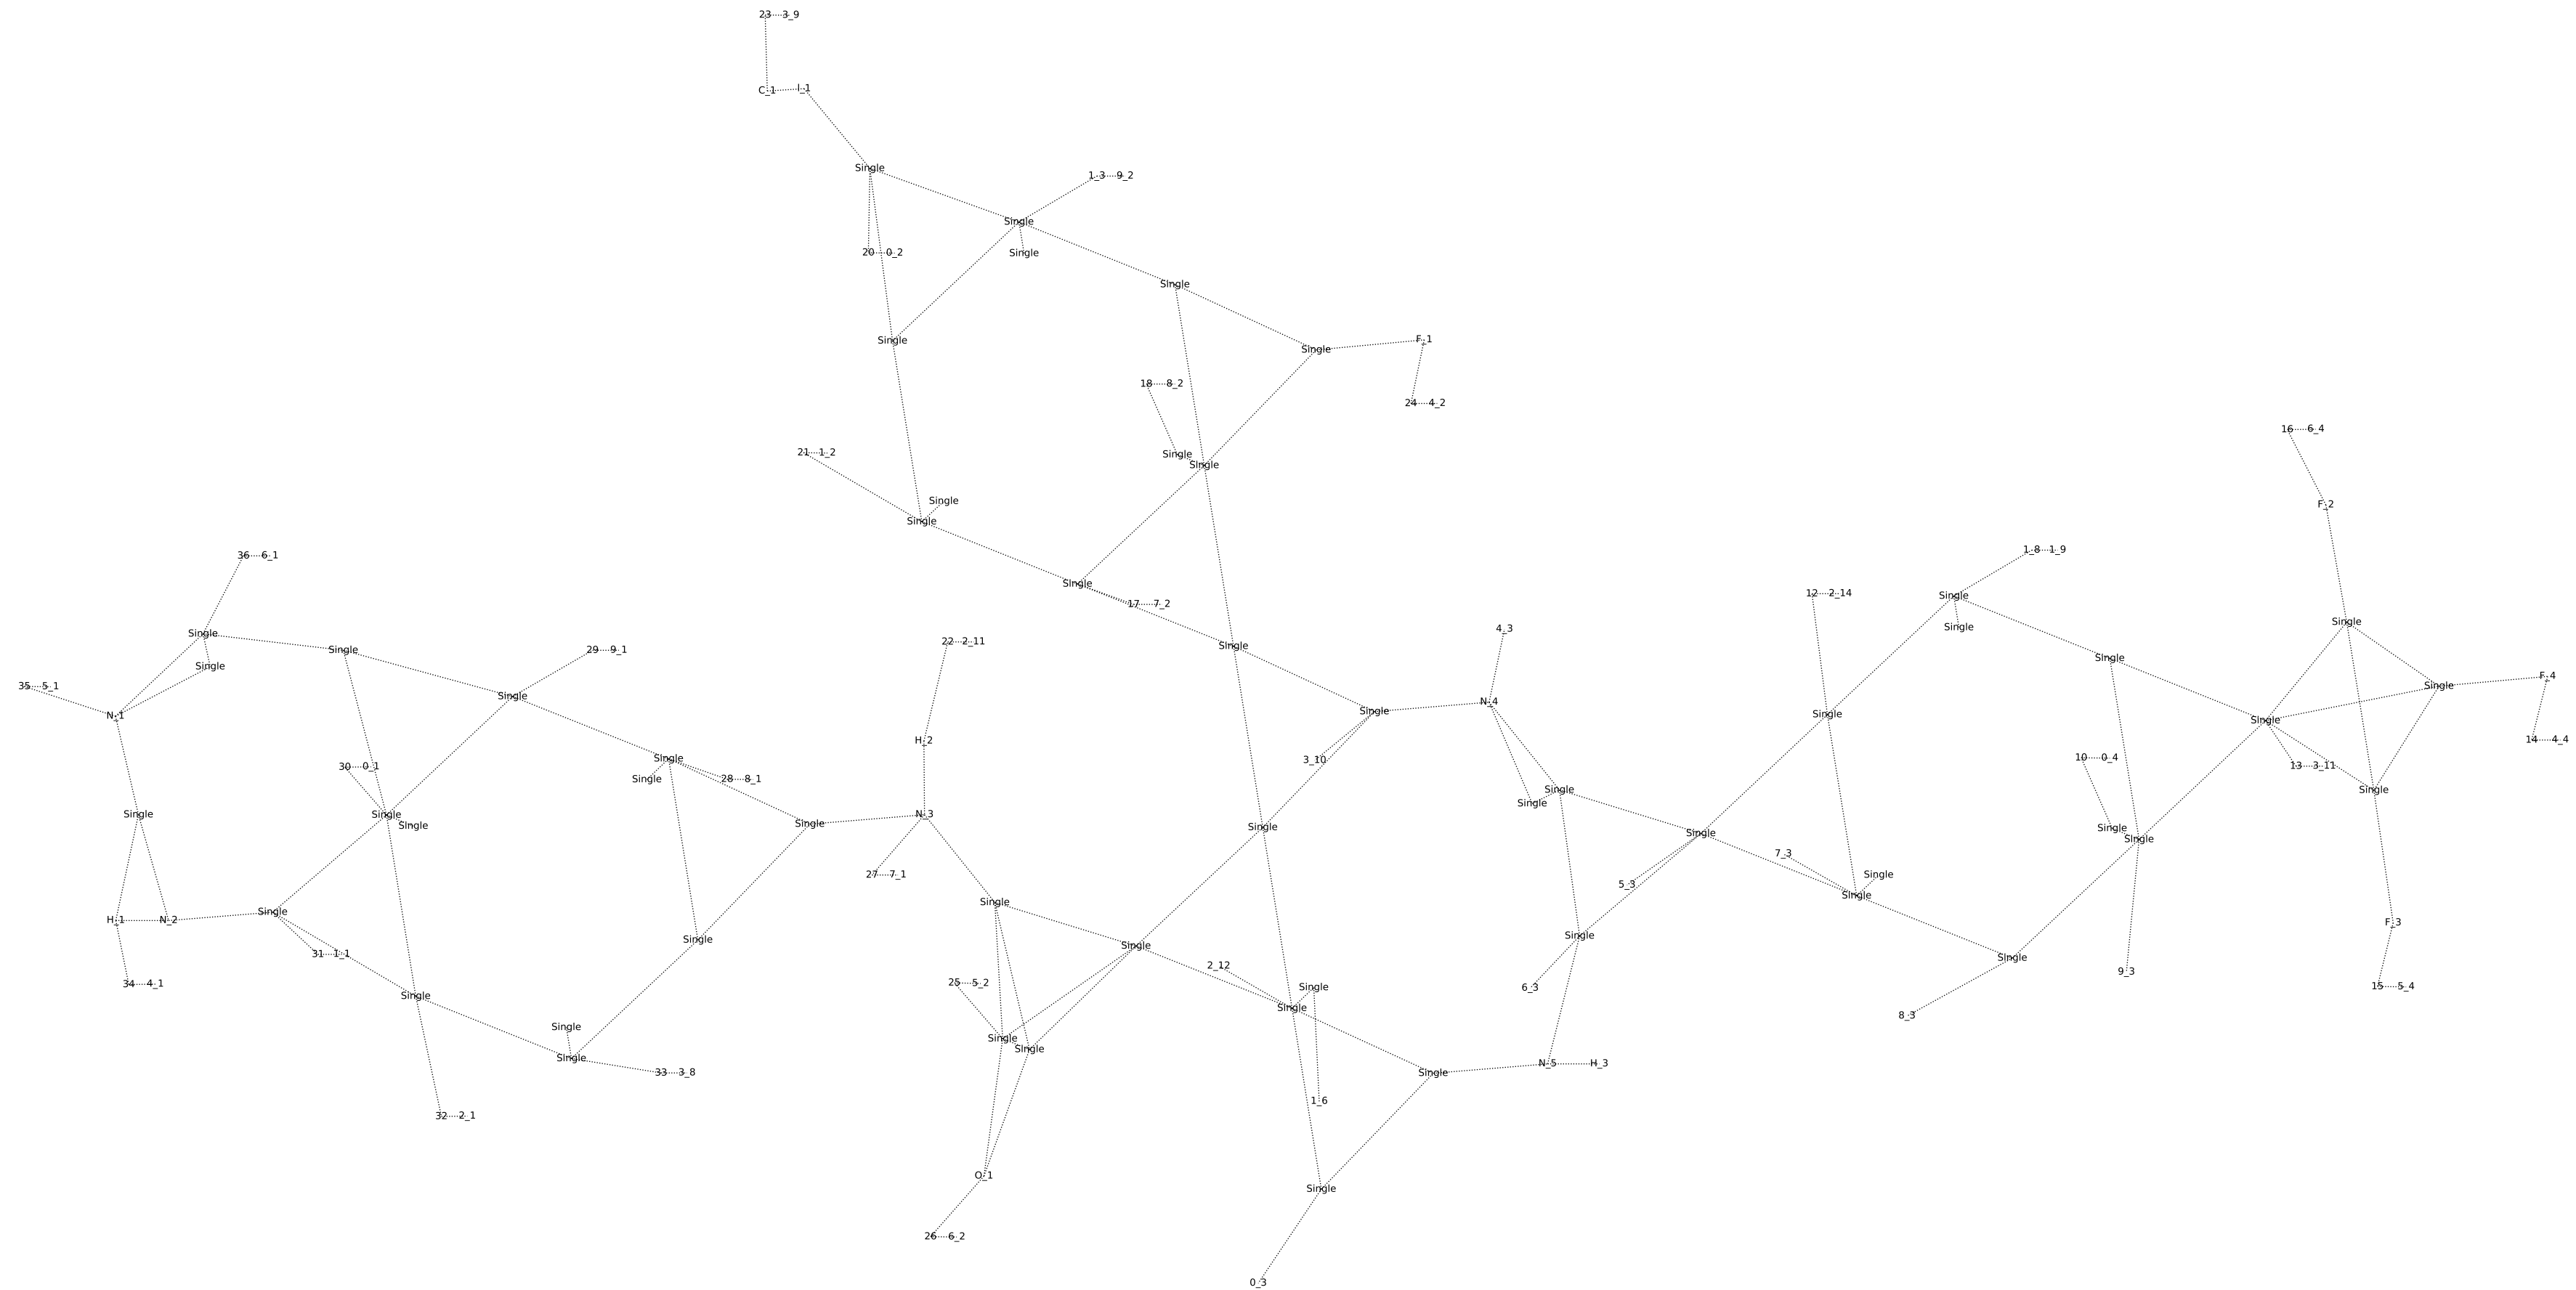 23 3_9
C_1 I_1
Single
1_3 9_2
Single
20 0_2
Single
Single
Single
Single
F_1
18 8_2
24 4_2
16 6_4
21 1_2
Single
Single
Single
F_2
Single
1_8 1_9
36 6_1
Single
12 2_14
Single
17 7_2
Single
4_3
Single
Single
22 2_11
Single
29 9_1
Single
Single
Single
F_4
35 5_1
Single
Single
Single
N_4
Single
N_1
Single
Single
H_2
14 4_4
Single
3_10
10 0_4
30 0_1
13 3_11
Single
28 8_1
Single
Single
Single
Single
Single
N_3
Single
Single
Single
Single
Single
Single
7_3
27 7_1
Single
5_3
Single
Single
Single
H_1 N_2
F_3
Single
Single
Single
31 1_1
Single
2_12
9_3
34 4_1
25 5_2
Single
6_3
15 5_4
Single
Single
8_3
Single
Single
Single
Single
N_5 H_3
33 3_8
Single
1_6
32 2_1
O_1
Single
26 6_2
0_3